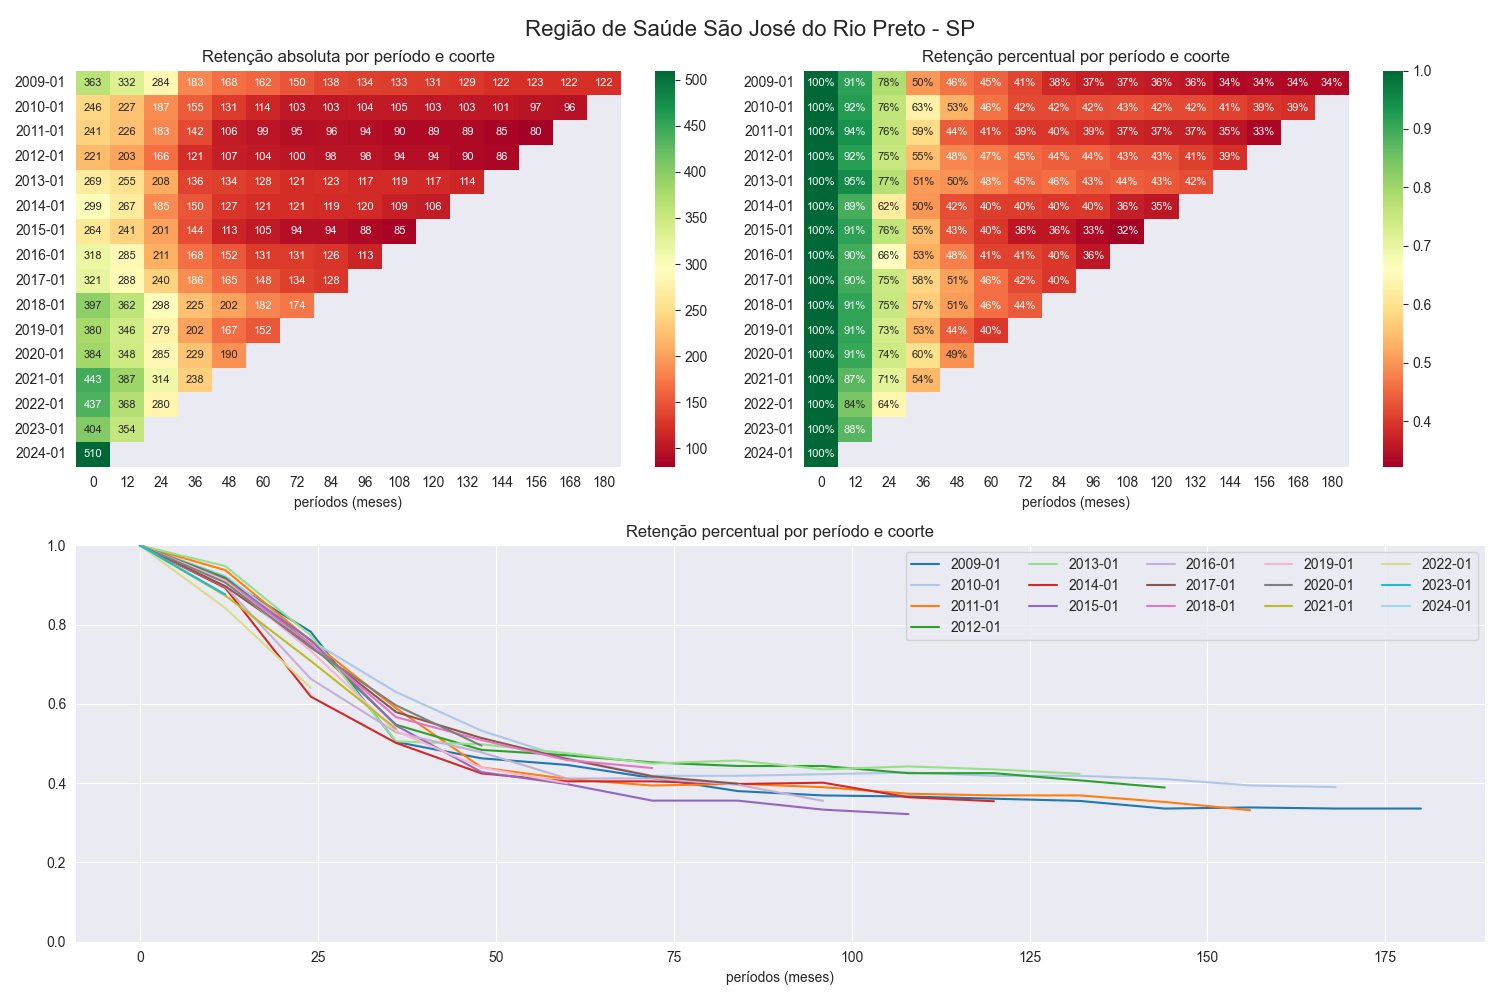 Região de Saúde São José do Rio Preto - SP
Retenção absoluta por período e coorte
2009-01 363 332 284 183 168 162 150 138 134 133 131 129 122 123 122 122
2010-01 246 227 187 155 131 114 103 103 104 105 103 103 101 97 96
2011-01 241 226 183 142 106 99 95 96 94 90 89 89 85 80
2012-01 221 203 166 121 107 104 100 98 98 94 94 90 86
2013-01 269 255 208 136 134 128 121 123 117 119 117 114
2014-01 299 267 185 150 127 121 121 119 120 109 106
2015-01 264 241 201 144 113 105 94 94 88 85
2016-01 318 285 211 168 152 131 131 126 113
2017-01 321 288 240 186 165 148 134 128
2018-01 397 362 298 225 202 182 174
2019-01 380 346 279 202 167 152
2020-01 384 348 285 229 190
2021-01 443 387 314 238
2022-01 437 368 280
2023-01 404 354
2024-01 510
0 12 24 36 48 60 72 84 96 108 120 132 144 156 168 180
períodos (meses)
500
450
400
350
300
250
200
150
100
Retenção percentual por período e coorte
2009-01 100% 91% 78% 50% 46% 45% 41% 38% 37% 37% 36% 36% 34% 34% 34% 34%
2010-01 100% 92% 76% 63% 53% 46% 42% 42% 42% 43% 42% 42% 41% 39% 39%
2011-01 100% 94% 76% 59% 44% 41% 39% 40% 39% 37% 37% 37% 35% 33%
2012-01 100% 92% 75% 55% 48% 47% 45% 44% 44% 43% 43% 41% 39%
2013-01 100% 95% 77% 51% 50% 48% 45% 46% 43% 44% 43% 42%
2014-01 100% 89% 62% 50% 42% 40% 40% 40% 40% 36% 35%
2015-01 100% 91% 76% 55% 43% 40% 36% 36% 33% 32%
2016-01 100% 90% 66% 53% 48% 41% 41% 40% 36%
2017-01 100% 90% 75% 58% 51% 46% 42% 40%
2018-01 100% 91% 75% 57% 51% 46% 44%
2019-01 100% 91% 73% 53% 44% 40%
2020-01 100% 91% 74% 60% 49%
2021-01 100% 87% 71% 54%
2022-01 100% 84% 64%
2023-01 100% 88%
2024-01 100%
0 12 24 36 48 60 72 84 96 108 120 132 144 156 168 180
períodos (meses)
1.0
0.9
0.8
0.7
0.6
0.5
0.4
Retenção percentual por período e coorte
1.0
0.8
0.6
0.4
0.2
0.0
2009-01 2013-01 2016-01 2019-01 2022-01
2010-01 2014-01 2017-01 2020-01 2023-01
2011-01 2015-01 2018-01 2021-01 2024-01
2012-01
0 25 50 75 100 125 150 175
períodos (meses)